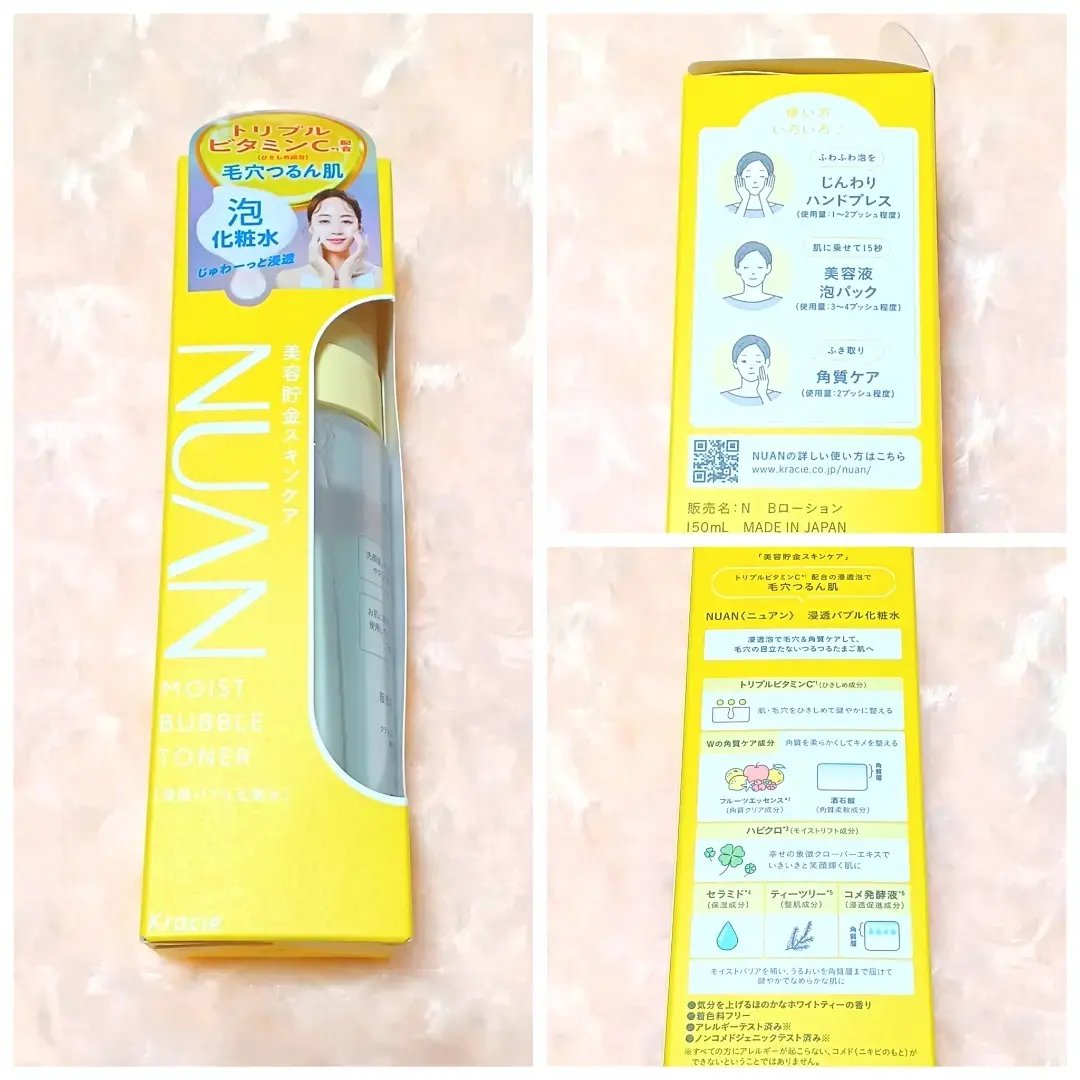 トリプル
ビタミンC*1配合
(ひきしめ成分)
毛穴つるん肌
泡
化粧水
じゅわーっと浸透
美容貯金スキンケア
NUAN
MOIST
BUBBLE
TONER
(浸透バブル化粧水)
Kracie
使い方
いろいろ♪
ふわふわ泡を
じんわり
ハンドプレス
(使用量:1〜2プッシュ程度)
肌に乗せて15秒
美容液
泡パック
(使用量:3〜4プッシュ程度)
ふき取り
角質ケア
(使用量:2プッシュ程度)
NUANの詳しい使い方はこちら
www.kracie.co.jp/nuan/
販売名:N Bローション
150mL MADE IN JAPAN
「美容貯金スキンケア」
トリプルビタミンC*1 配合の浸透泡で
毛穴つるん肌
NUAN〈ニュアン〉 浸透バブル化粧水
浸透泡で毛穴&角質ケアして、
毛穴の目立たないつるつるたまご肌へ
トリプルビタミンC*1(ひきしめ成分)
肌・毛穴をひきしめて健やかに整える
Wの角質ケア成分 角質を柔らかくしてキメを整える
フルーツエッセンス*2
(角質クリア成分)
酒石酸
(角質柔軟成分)
角質層
ハピクロ*3(モイストリフト成分)
幸せの象徴クローバーエキスで
いきいきと笑顔輝く肌に
セラミド*4
(保湿成分)
ティーツリー*5
(整肌成分)
コメ発酵液*6
(浸透促進成分)
角質層
モイストバリアを補い、うるおいを角質層まで届けて
健やかでなめらかな肌に
●気分を上げるほのかなホワイトティーの香り
●着色料フリー
●アレルギーテスト済み※
●ノンコメドジェニックテスト済み※
※すべての方にアレルギーが起こらない、コメド(ニキビのもと)が
できないということではありません。